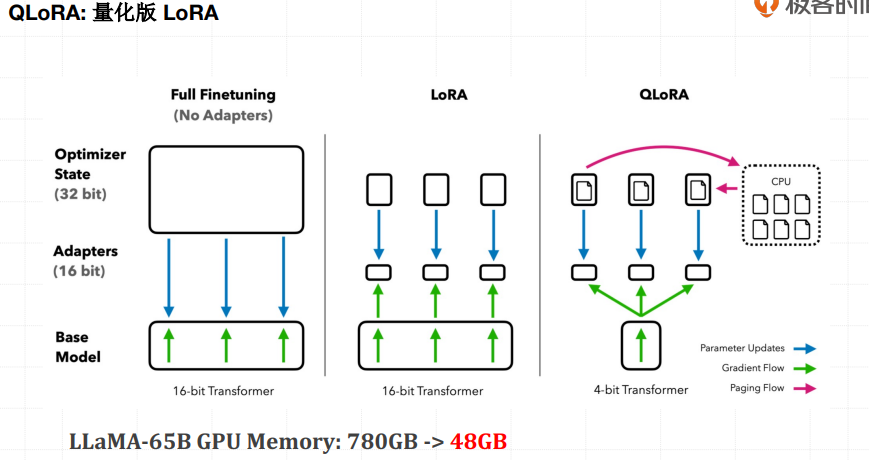 QLoRA: 量化版 LoRA
极客时间
Full Finetuning
(No Adapters)
LoRA
QLoRA
Optimizer
State
(32 bit)
CPU
Adapters
(16 bit)
Base
Model
Parameter Updates
Gradient Flow
Paging Flow
16-bit Transformer
16-bit Transformer
4-bit Transformer
LLaMA-65B GPU Memory: 780GB -> 48GB